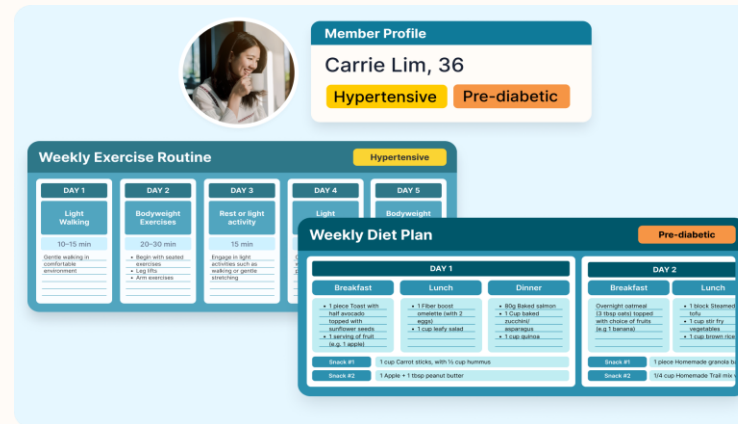 Member Profile
Carrie Lim, 36
Hypertensive
Pre-diabetic
Weekly Exercise Routine
Hypertensive
DAY 1
Light
Walking
10–15 min
Gentle walking in
comfortable
environment
DAY 2
Bodyweight
Exercises
20–30 min
• Begin with seated
exercises
• Leg lifts
• Arm exercises
DAY 3
Rest or light
activity
15 min
Engage in light
activities such as
walking or gentle
stretching
DAY 4
Light
DAY 5
Bodyweight
Weekly Diet Plan
Pre-diabetic
DAY 1
Breakfast
• 1 piece Toast with
half avocado
topped with
sunflower seeds
• 1 serving of fruit
(e.g. 1 apple)
Lunch
• 1 Fiber boost
omelette (with 2
eggs)
• 1 cup leafy salad
Dinner
• 80g Baked salmon
• 1 Cup baked
zucchini/
asparagus
• 1 cup quinoa
Snack #1
1 cup Carrot sticks, with ½ cup hummus
Snack #2
1 Apple + 1 tbsp peanut butter
DAY 2
Breakfast
Overnight oatmeal
(3 tbsp oats) topped
with choice of fruits
(e.g 1 banana)
Lunch
• 1 block Steamed
tofu
• 1 cup stir fry
vegetables
• 1 cup brown rice
Snack #1
1 piece Homemade granola
Snack #2
1/4 cup Homemade Trail mix